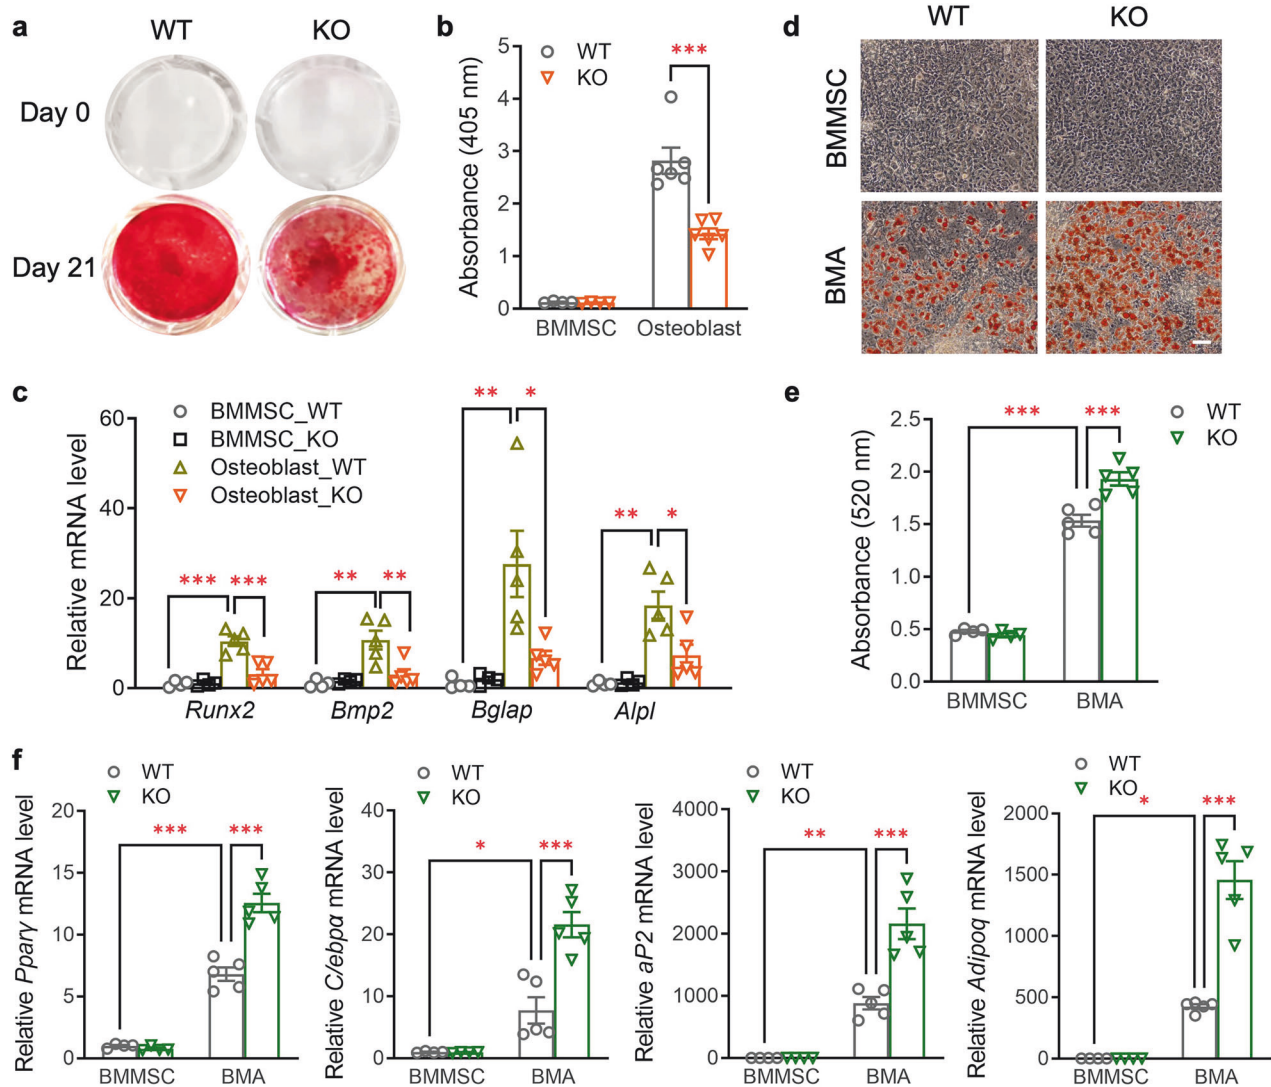 a
WT
KO
Day 0
Day 21
b
WT
KO
Absorbance (405 nm)
5
4
3
2
1
0
***
BMMSC
Osteoblast
d
WT
KO
BMMSC
BMA
c
Relative mRNA level
60
40
20
0
BMMSC_WT
BMMSC_KO
Osteoblast_WT
Osteoblast_KO
***
***
**
**
**
*
**
*
Runx2
Bmp2
Bglap
Alpl
e
WT
KO
Absorbance (520 nm)
2.5
2.0
1.5
1.0
0.5
0.0
***
***
BMMSC
BMA
f
WT
KO
Relative Pparγ mRNA level
20
15
10
5
0
***
***
BMMSC
BMA
WT
KO
Relative C/ebpα mRNA level
40
30
20
10
0
*
***
BMMSC
BMA
WT
KO
Relative aP2 mRNA level
4000
3000
2000
1000
0
**
***
BMMSC
BMA
WT
KO
Relative Adipoq mRNA level
2000
1500
1000
500
0
*
***
BMMSC
BMA